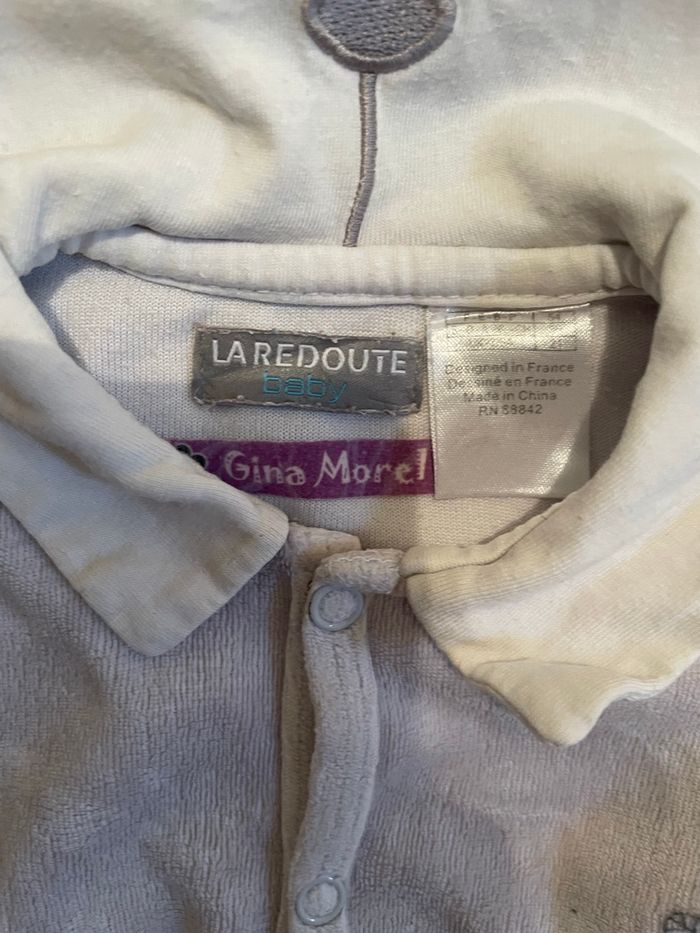 LA REDOUTE
baby
Designed in France
Dessiné en France
Made in China
RN 88842
Gina Morel